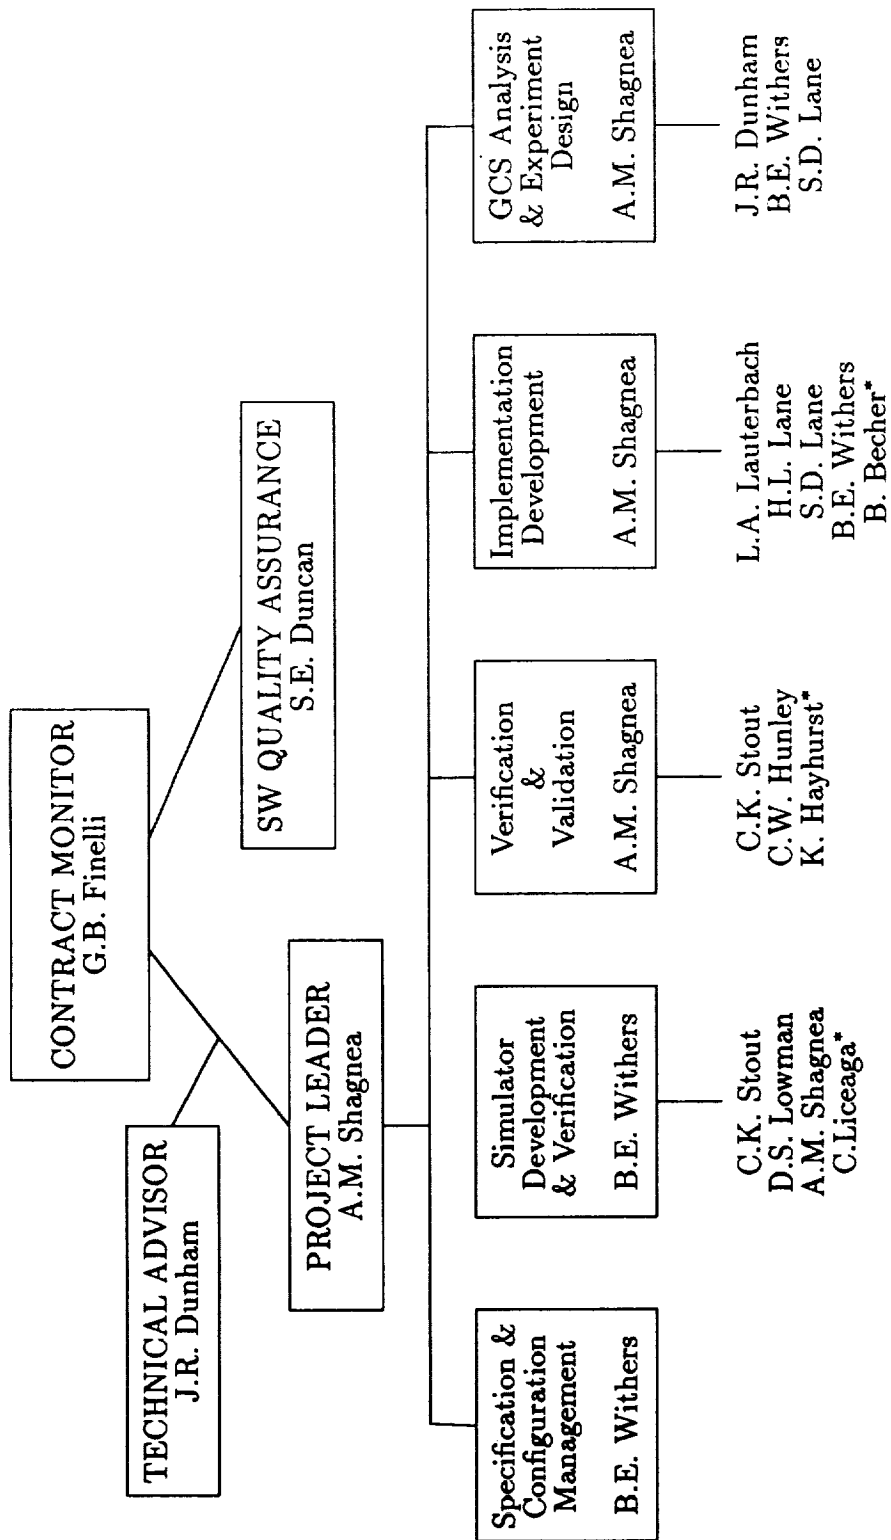 CONTRACT MONITOR
G.B. Finelli
TECHNICAL ADVISOR
J.R. Dunham
SW QUALITY ASSURANCE
S.E. Duncan
PROJECT LEADER
A.M. Shagnea
Specification &
Configuration
Management
B.E. Withers
Simulator
Development
& Verification
B.E. Withers
C.K. Stout
D.S. Lowman
A.M. Shagnea
C.Liceaga*
Verification
&
Validation
A.M. Shagnea
C.K. Stout
C.W. Hunley
K. Hayhurst*
Implementation
Development
A.M. Shagnea
L.A. Lauterbach
H.L. Lane
S.D. Lane
B.E. Withers
B. Becher*
GCS Analysis
& Experiment
Design
A.M. Shagnea
J.R. Dunham
B.E. Withers
S.D. Lane